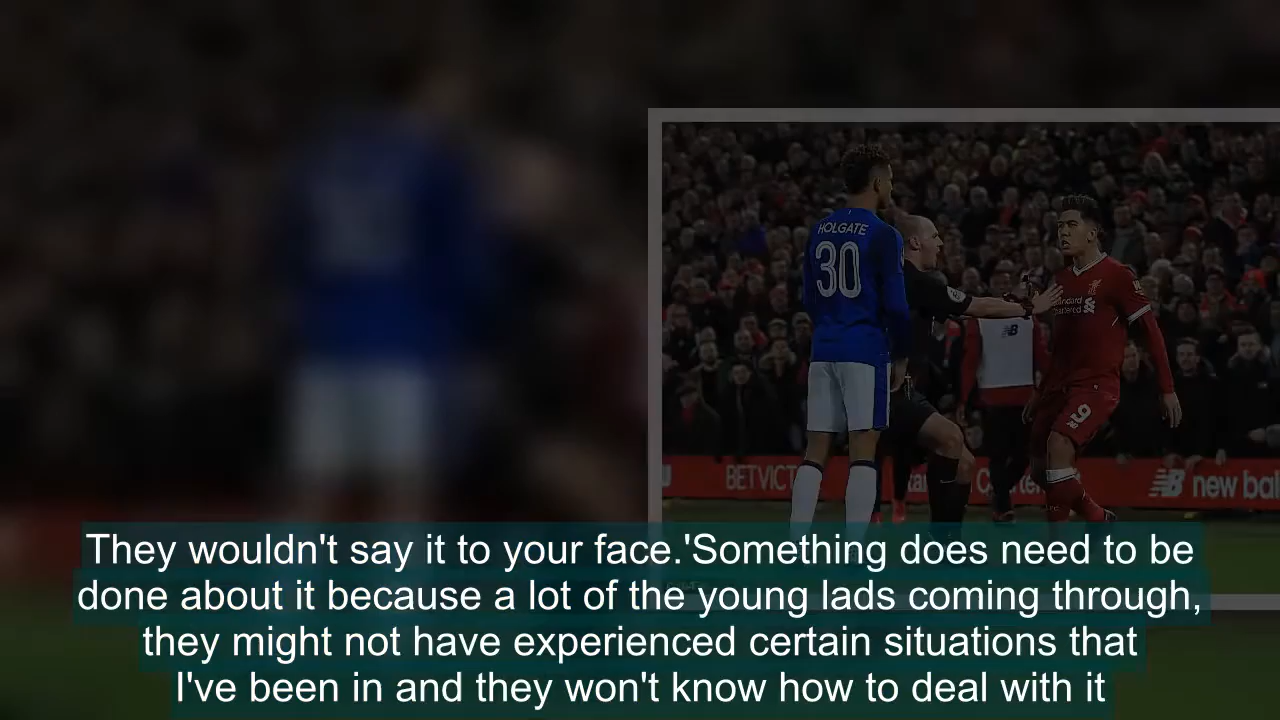 HOLGATE
30
Standard
Chartered
9
BETVICT
new bal
They wouldn't say it to your face.'Something does need to be
done about it because a lot of the young lads coming through,
they might not have experienced certain situations that
I've been in and they won't know how to deal with it